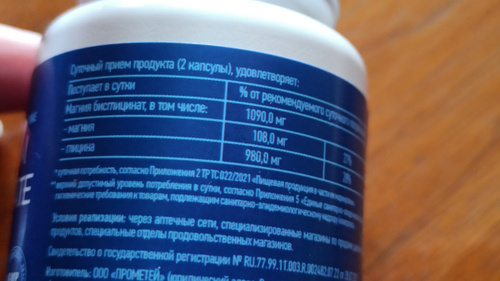 Суточный прием продукта (2 капсулы), удовлетворяет:
Поступает в сутки
% от рекомендуемого суточного
Магния бисглицинат, в том числе:
1090,0 мг
- магния
108,0 мг
27%
- глицина
980,0 мг
28%
*суточная потребность, согласно Приложения 2 ТР ТС 022/2021 «Пищевая продукция в части ее маркировки
**верхний допустимый уровень потребления в сутки, согласно Приложения 5 «Единые санитарно-
гигиенические требования к товарам, подлежащим санитарно-эпидемиологическому надзору
Условия реализации: через аптечные сети, специализированные магазины по продаже
продуктов, специальные отделы продовольственных магазинов.
Свидетельство о государственной регистрации № RU.77.99.11.003.R.002482.07.22 от
Изготовитель: ООО «ПРОМЕТЕЙ» (юридический
TE